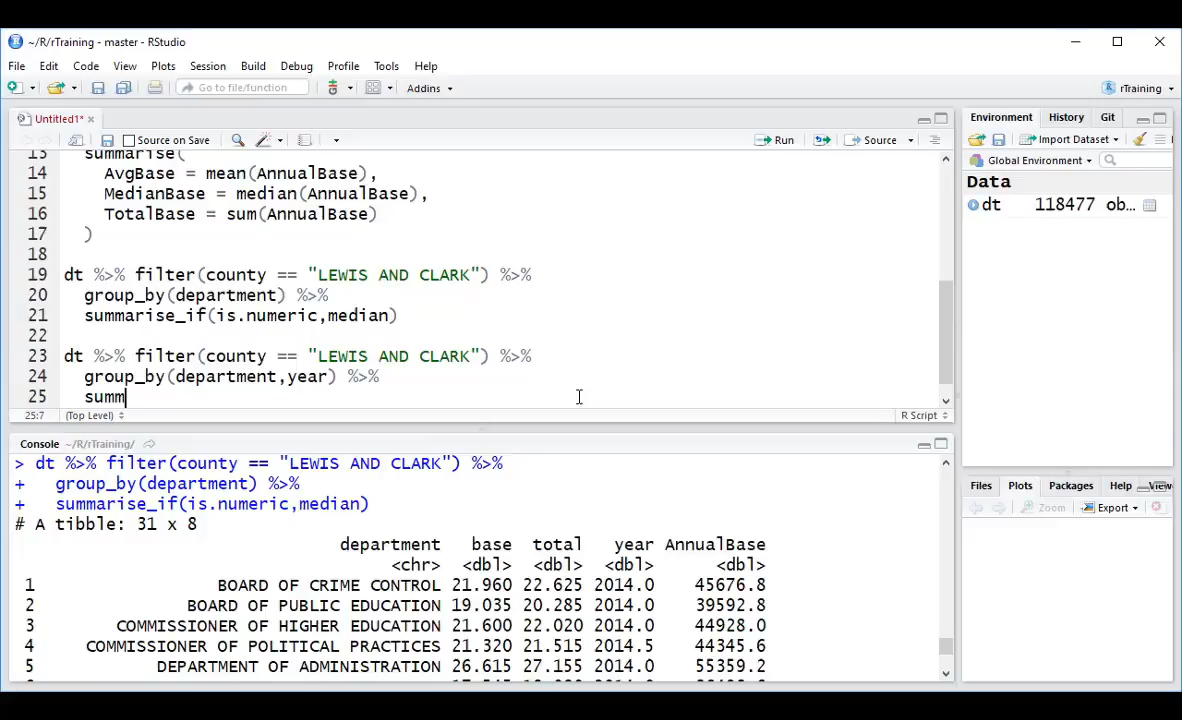 ~/R/rTraining - master - RStudio
File Edit Code View Plots Session Build Debug Profile Tools Help
Go to file/function Addins rTraining
Untitled1* Environment History Git
Source on Save Run Source Import Dataset
Global Environment
Data
dt 118477 ob…
13 summarise(
14 AvgBase = mean(AnnualBase),
15 MedianBase = median(AnnualBase),
16 TotalBase = sum(AnnualBase)
17 )
18
19 dt %>% filter(county == "LEWIS AND CLARK") %>%
20 group_by(department) %>%
21 summarise_if(is.numeric,median)
22
23 dt %>% filter(county == "LEWIS AND CLARK") %>%
24 group_by(department,year) %>%
25 summ
25:7 (Top Level) R Script
Console ~/R/rTraining/
> dt %>% filter(county == "LEWIS AND CLARK") %>%
+ group_by(department) %>%
+ summarise_if(is.numeric,median)
# A tibble: 31 x 8
department base total year AnnualBase
<chr> <dbl> <dbl> <dbl> <dbl>
1 BOARD OF CRIME CONTROL 21.960 22.625 2014.0 45676.8
2 BOARD OF PUBLIC EDUCATION 19.035 20.285 2014.0 39592.8
3 COMMISSIONER OF HIGHER EDUCATION 21.600 22.020 2014.0 44928.0
4 COMMISSIONER OF POLITICAL PRACTICES 21.320 21.515 2014.5 44345.6
5 DEPARTMENT OF ADMINISTRATION 26.615 27.155 2014.0 55359.2
Files Plots Packages Help Viewer
Zoom Export